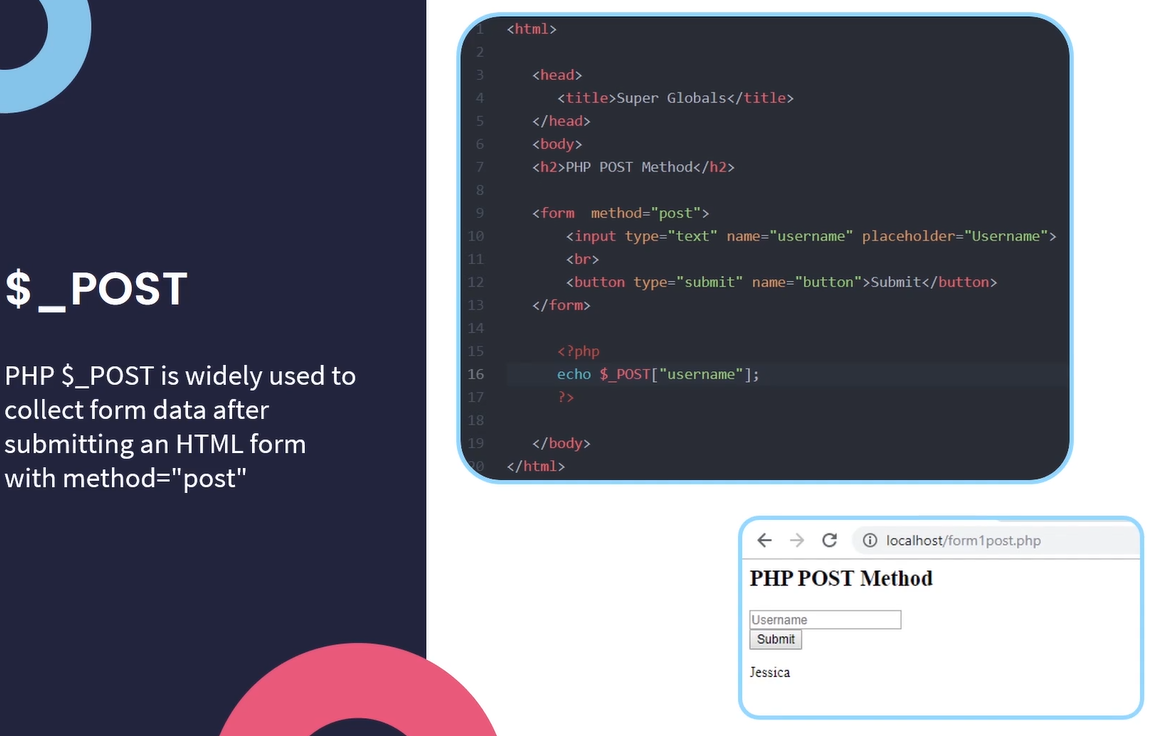 $_POST
PHP $_POST is widely used to
collect form data after
submitting an HTML form
with method="post"
1 <html>
2
3 <head>
4 <title>Super Globals</title>
5 </head>
6 <body>
7 <h2>PHP POST Method</h2>
8
9 <form  method="post">
10 <input type="text" name="username" placeholder="Username">
11 <br>
12 <button type="submit" name="button">Submit</button>
13 </form>
14
15 <?php
16 echo $_POST["username"];
17 ?>
18
19 </body>
20 </html>
localhost/form1post.php
PHP POST Method
Username
Submit
Jessica